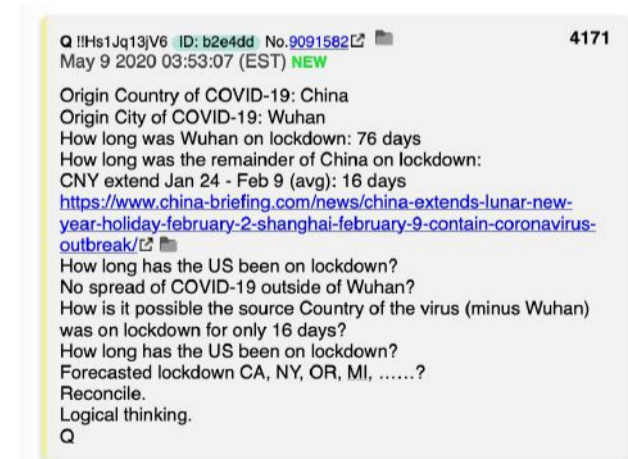 Q !!Hs1Jq13jV6 ID: b2e4dd No.9091582 4171
May 9 2020 03:53:07 (EST) NEW
Origin Country of COVID-19: China
Origin City of COVID-19: Wuhan
How long was Wuhan on lockdown: 76 days
How long was the remainder of China on lockdown:
CNY extend Jan 24 - Feb 9 (avg): 16 days
https://www.china-briefing.com/news/china-extends-lunar-new-
year-holiday-february-2-shanghai-february-9-contain-coronavirus-
outbreak/
How long has the US been on lockdown?
No spread of COVID-19 outside of Wuhan?
How is it possible the source Country of the virus (minus Wuhan)
was on lockdown for only 16 days?
How long has the US been on lockdown?
Forecasted lockdown CA, NY, OR, MI, ......?
Reconcile.
Logical thinking.
Q